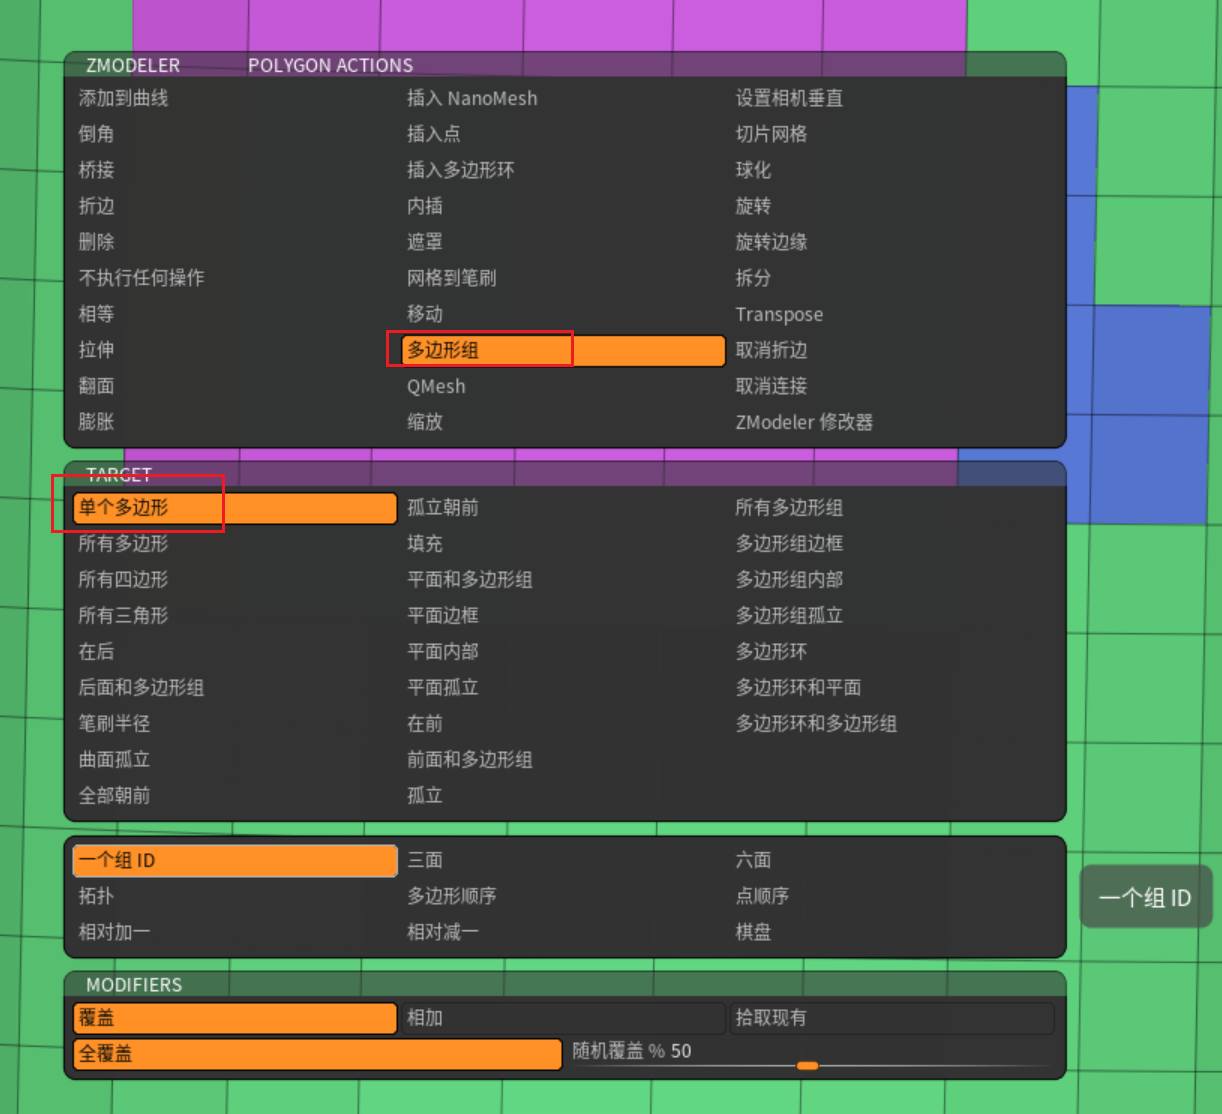 ZMODELER POLYGON ACTIONS
添加到曲线 插入 NanoMesh 设置相机垂直
倒角 插入点 切片网格
桥接 插入多边形环 球化
折边 内插 旋转
删除 遮罩 旋转边缘
不执行任何操作 网格到笔刷 拆分
相等 移动 Transpose
拉伸 多边形组 取消折边
翻面 QMesh 取消连接
膨胀 缩放 ZModeler 修改器
TARGET
单个多边形 孤立朝前 所有多边形组
所有多边形 填充 多边形组边框
所有四边形 平面和多边形组 多边形组内部
所有三角形 平面边框 多边形组孤立
在后 平面内部 多边形环
后面和多边形组 平面孤立 多边形环和平面
笔刷半径 在前 多边形环和多边形组
曲面孤立 前面和多边形组
全部朝前 孤立
一个组 ID 三面 六面
拓扑 多边形顺序 点顺序
一个组 ID
相对加一 相对减一 棋盘
MODIFIERS
覆盖 相加 拾取现有
全覆盖 随机覆盖 % 50